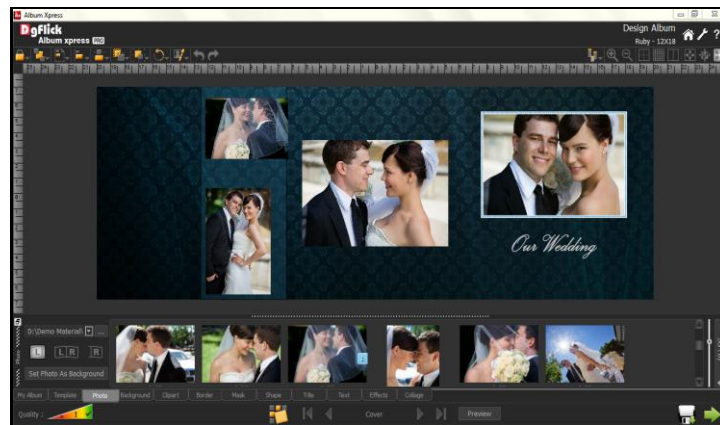 Album Xpress
DgFlick
Album xpress PRO
Design Album
Ruby - 12X18
Our Wedding
D:\Demo Material\
...
L
L R
R
Photo
Set Photo As Background
My Album
Template
Photo
Background
Clipart
Border
Mask
Shape
Title
Text
Effects
Collage
Quality :
Cover
Preview